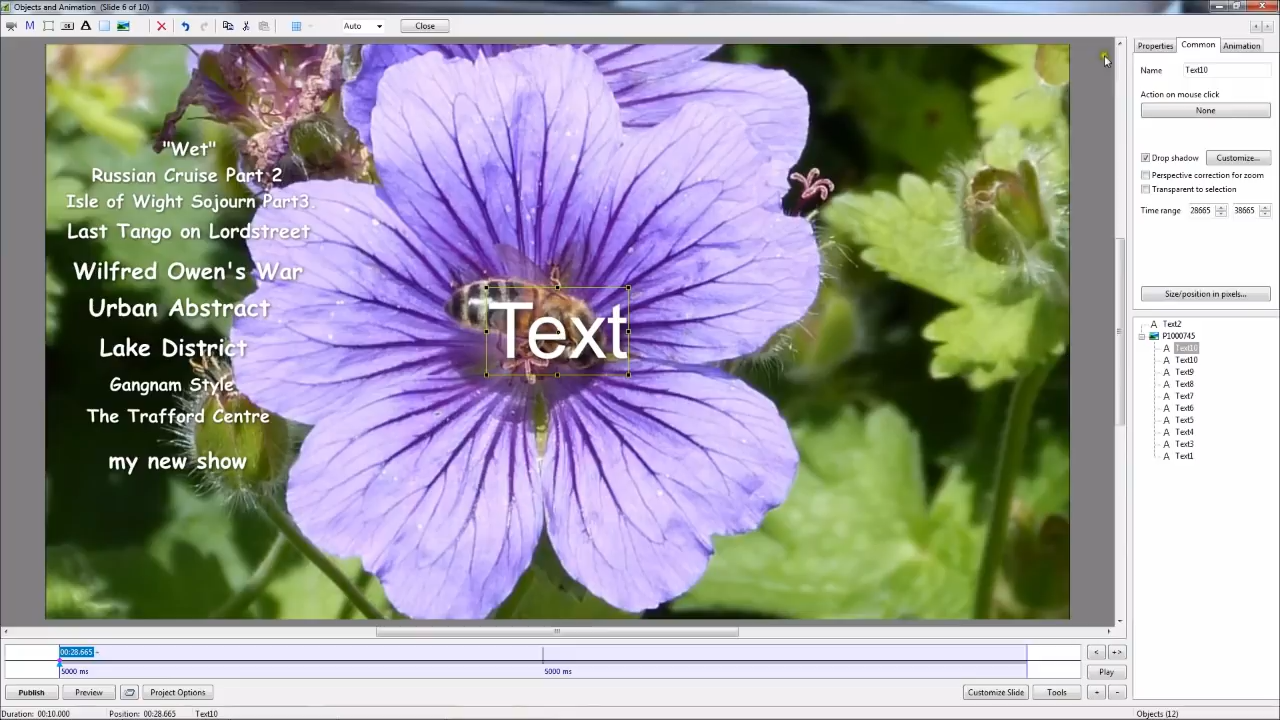 Objects and Animation (Slide 6 of 10)
Auto
Close
Properties
Common
Animation
Name
Text10
Action on mouse click
None
Drop shadow
Customize...
Perspective correction for zoom
Transparent to selection
Time range
28665
38665
Size/position in pixels...
Text2
P1000745
Text10
Text10
Text9
Text8
Text7
Text6
Text5
Text4
Text3
Text1
"Wet"
Russian Cruise Part 2
Isle of Wight Sojourn Part3.
Last Tango on Lordstreet
Wilfred Owen's War
Urban Abstract
Lake District
Gangnam Style
The Trafford Centre
my new show
Text
00:28.665
5000 ms
5000 ms
Play
Publish
Preview
Project Options
Customize Slide
Tools
Duration: 00:10.000
Position: 00:28.665
Text10
Objects (12)